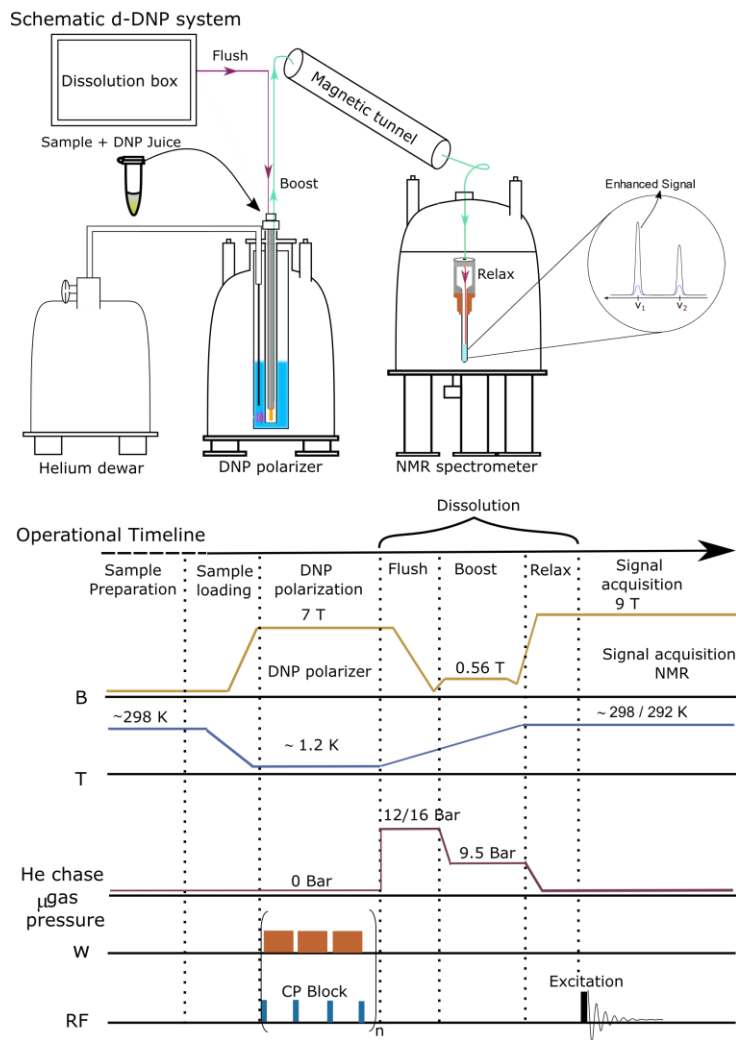 Schematic d-DNP system
Flush
Dissolution box
Magnetic tunnel
Sample + DNP Juice
Boost
Enhanced Signal
Relax
ν1
ν2
Helium dewar
DNP polarizer
NMR spectrometer
Dissolution
Operational Timeline
Sample
Preparation
Sample
loading
DNP
polarization
Flush
Boost
Relax
Signal
acquisition
7 T
9 T
DNP polarizer
0.56 T
Signal acquisition
NMR
B
~298 K
~ 1.2 K
~ 298 / 292 K
T
12/16 Bar
9.5 Bar
0 Bar
He chase
gas
pressure
μ
w
CP Block
n
Excitation
RF